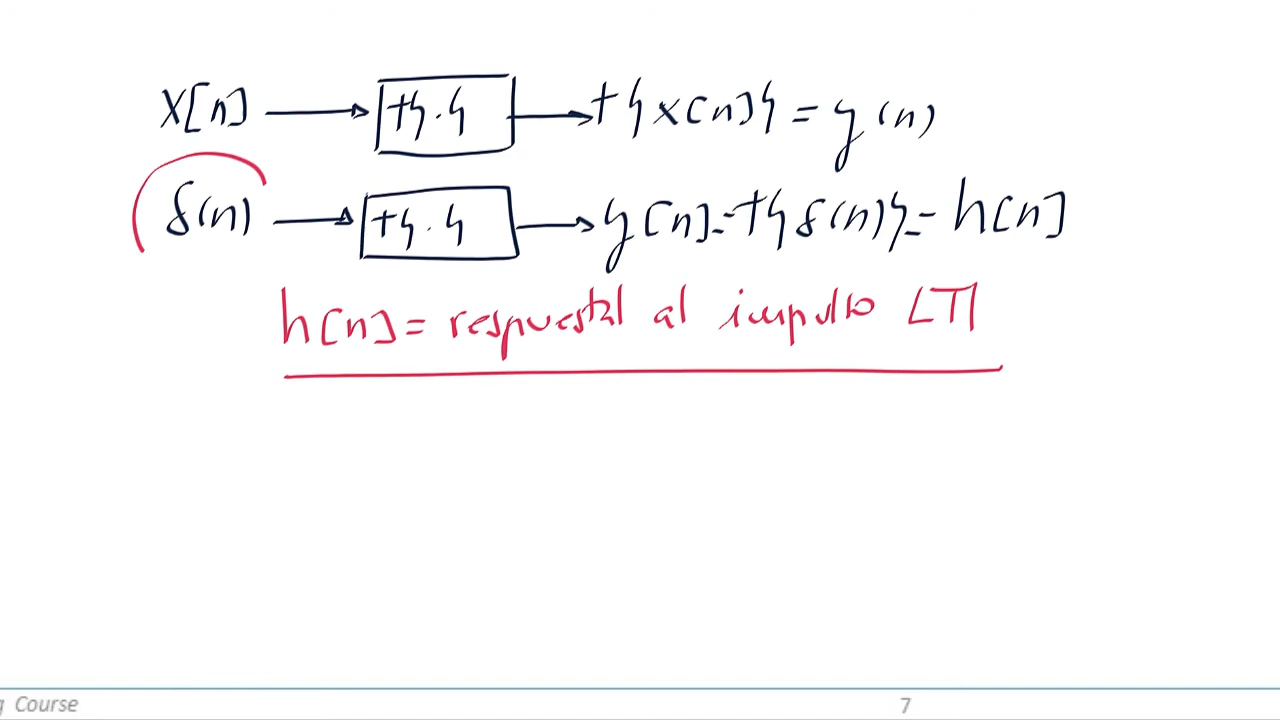 x[n] → T{·} → T{x[n]} = y(n)
δ(n) → T{·} → y[n] = T{δ(n)} = h[n]
h[n] = respuesta al impulso LTI
Course
7